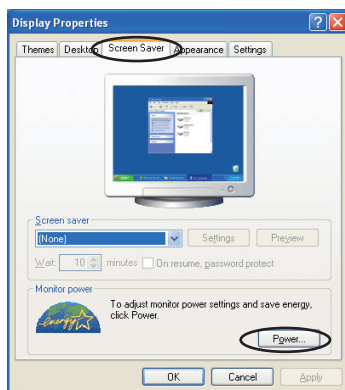 Display Properties
Themes Desktop Screen Saver Appearance Settings
Screen saver
(None) Settings Preview
Wait: 10 minutes On resume, password protect
Monitor power
To adjust monitor power settings and save energy,
click Power.
energy
Power...
OK Cancel Apply